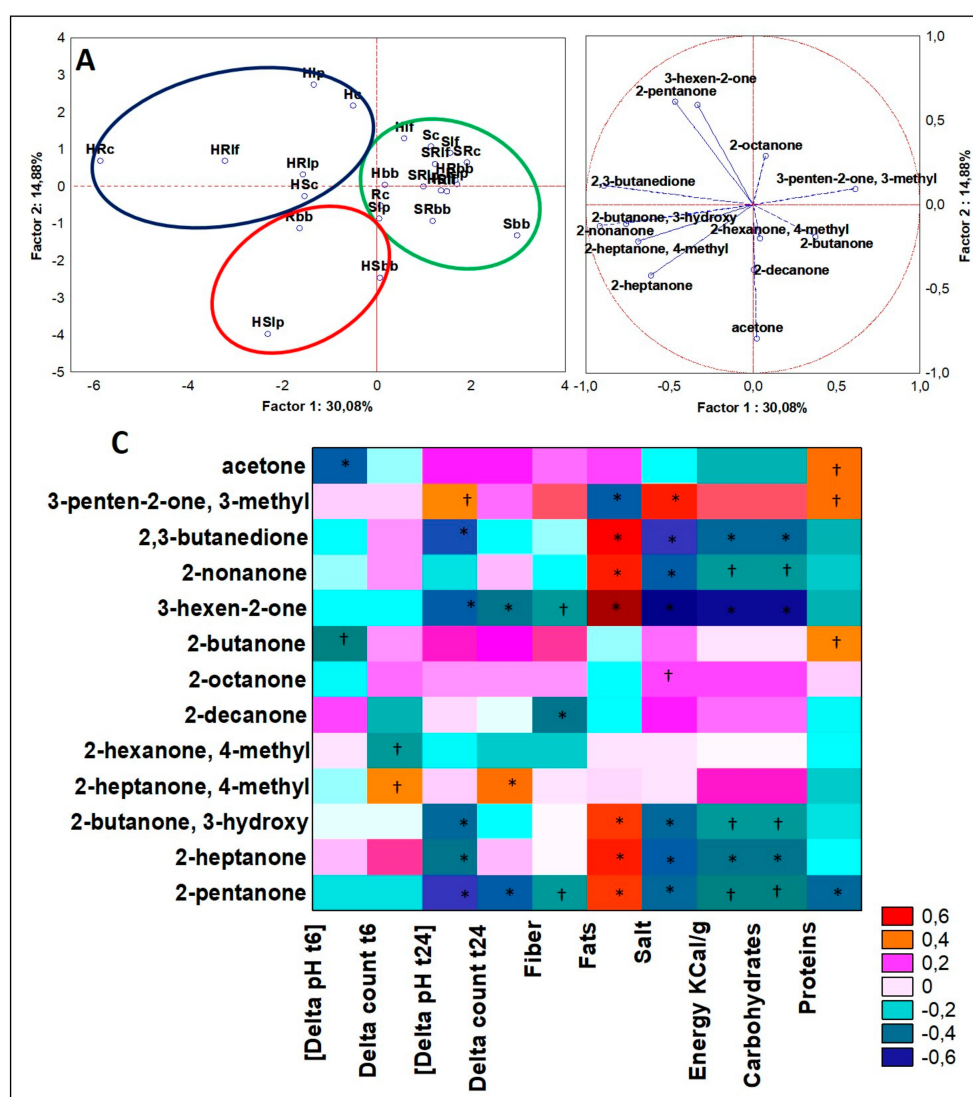 A
4
3
2
1
0
-1
-2
-3
-4
-5
Factor 2: 14,88%
HIp
Hc
HRc
HRlf
HRlp
HSc
Hlf
Sc
Slf
SRlf
SRc
HRbb
SRlp
Hbb
Rc
Slp
SRbb
Sbb
Rbb
HSbb
HSlp
-6
-4
-2
0
2
4
Factor 1: 30,08%
3-hexen-2-one
2-pentanone
2-octanone
2,3-butanedione
3-penten-2-one, 3-methyl
2-butanone, 3-hydroxy
2-nonanone
2-hexanone, 4-methyl
2-butanone
2-heptanone, 4-methyl
2-heptanone
2-decanone
acetone
1,0
0,5
0,0
-0,5
-1,0
Factor 2 : 14,88%
-1,0
-0,5
0,0
0,5
1,0
Factor 1 : 30,08%
C
acetone * †
3-penten-2-one, 3-methyl † * * †
2,3-butanedione * * * * *
2-nonanone * * † †
3-hexen-2-one * * † * * * *
2-butanone † †
2-octanone †
2-decanone *
2-hexanone, 4-methyl †
2-heptanone, 4-methyl † *
2-butanone, 3-hydroxy * * * † †
2-heptanone * * * * *
2-pentanone * * † * * † † *
[Delta pH t6]
Delta count t6
[Delta pH t24]
Delta count t24
Fiber
Fats
Salt
Energy KCal/g
Carbohydrates
Proteins
0,6
0,4
0,2
0
-0,2
-0,4
-0,6